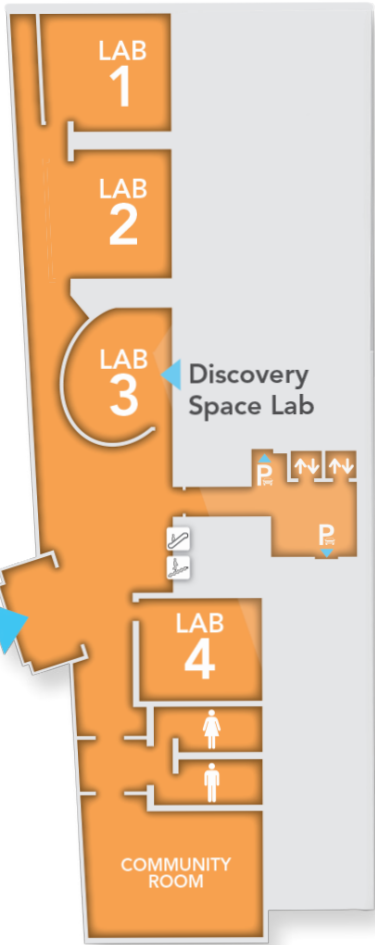 LAB
1
LAB
2
LAB
3
Discovery
Space Lab
P
P
LAB
4
COMMUNITY
ROOM